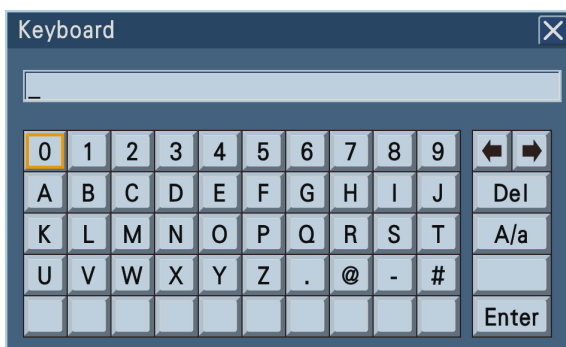 Keyboard
_
0 1 2 3 4 5 6 7 8 9 ← →
A B C D E F G H I J Del
K L M N O P Q R S T A/a
U V W X Y Z . @ - #
Enter